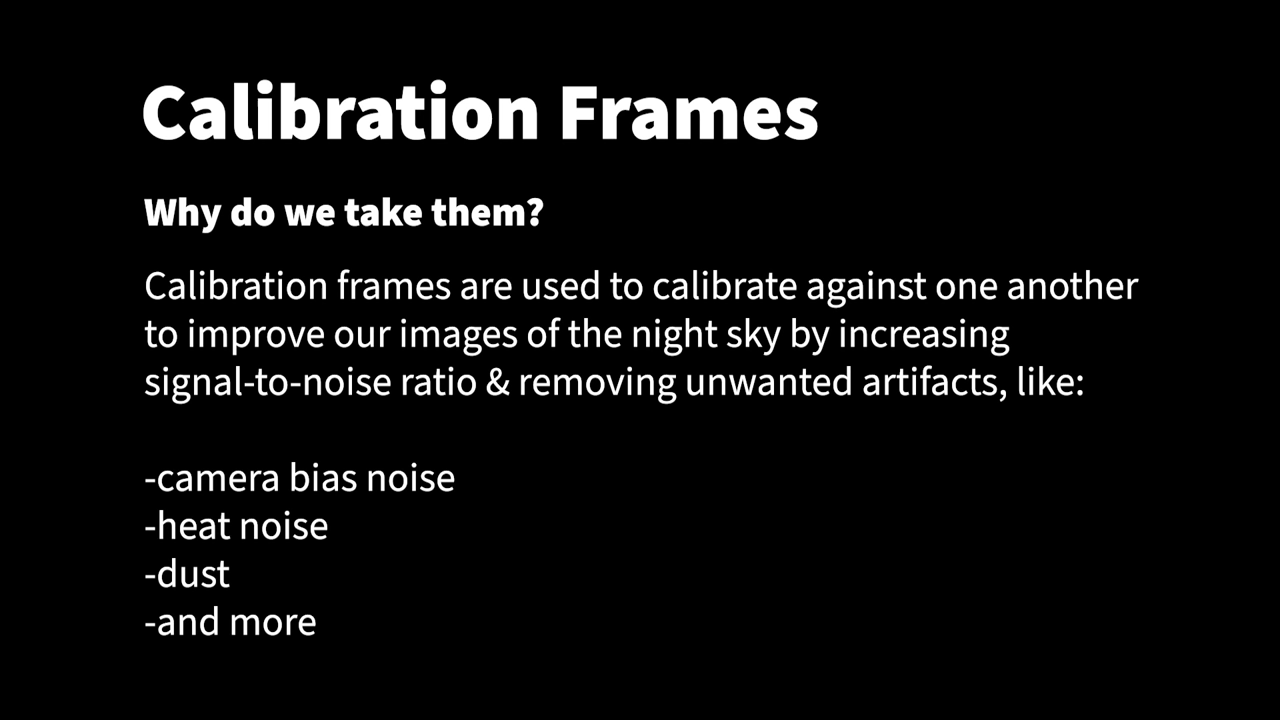 Calibration Frames
Why do we take them?
Calibration frames are used to calibrate against one another
to improve our images of the night sky by increasing
signal-to-noise ratio & removing unwanted artifacts, like:
-camera bias noise
-heat noise
-dust
-and more